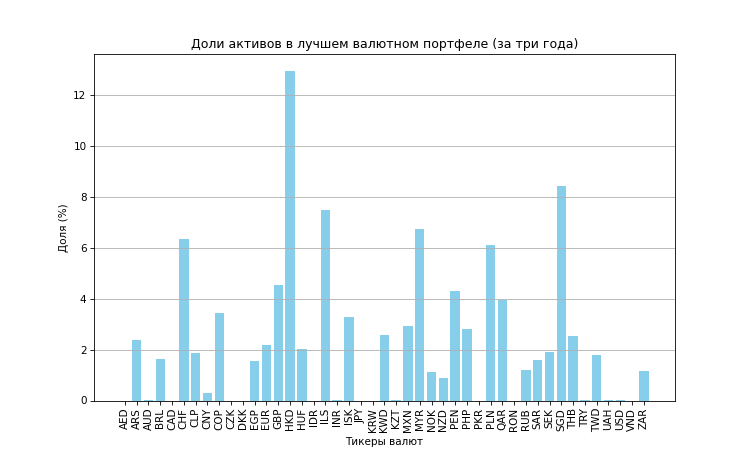 Доли активов в лучшем валютном портфеле (за три года)
Доля (%)
12
10
8
6
4
2
0
AED ARS AUD BRL CAD CHF CLP CNY COP CZK DKK EGP EUR GBP HKD HUF IDR ILS INR ISK JPY KRW KWD KZT MXN MYR NOK NZD PEN PHP PKR PLN QAR RON RUB SAR SEK SGD THB TRY TWD UAH USD VND ZAR
Тикеры валют